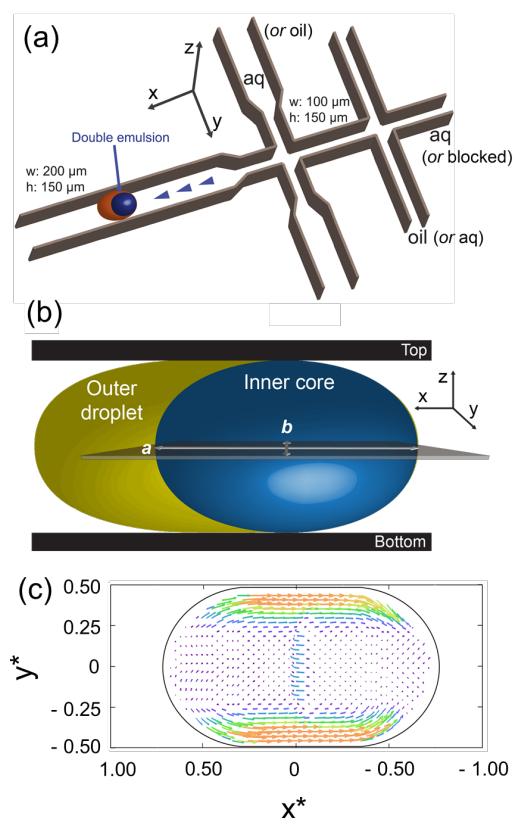 (a)
z
x
y
(or oil)
aq
w: 100 μm
h: 150 μm
aq
(or blocked)
oil (or aq)
Double emulsion
w: 200 μm
h: 150 μm
(b)
Top
Outer
droplet
Inner core
z
x
y
a
b
Bottom
(c)
0.50
0.25
0
- 0.25
- 0.50
y*
1.00 0.50 0 - 0.50 - 1.00
x*